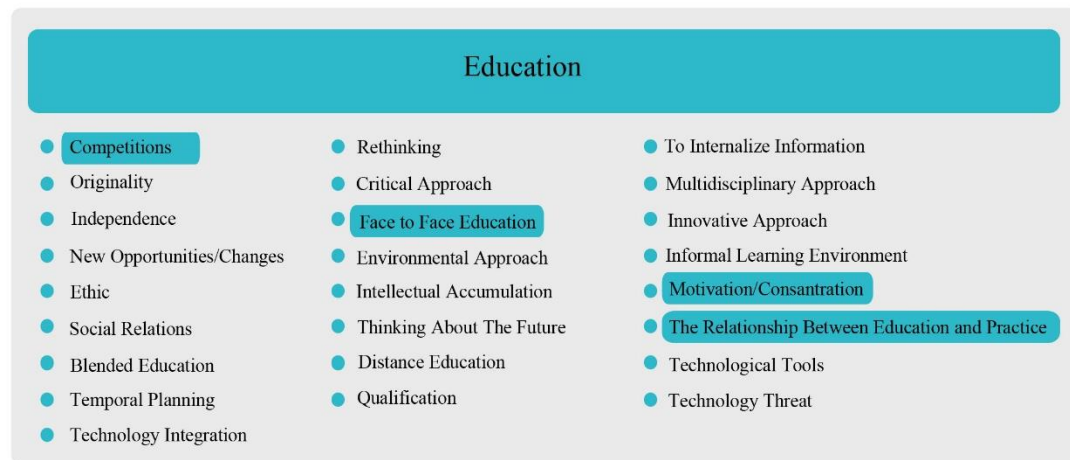 Education
Competitions
Originality
Independence
New Opportunities/Changes
Ethic
Social Relations
Blended Education
Temporal Planning
Technology Integration
Rethinking
Critical Approach
Face to Face Education
Environmental Approach
Intellectual Accumulation
Thinking About The Future
Distance Education
Qualification
To Internalize Information
Multidisciplinary Approach
Innovative Approach
Informal Learning Environment
Motivation/Consantration
The Relationship Between Education and Practice
Technological Tools
Technology Threat